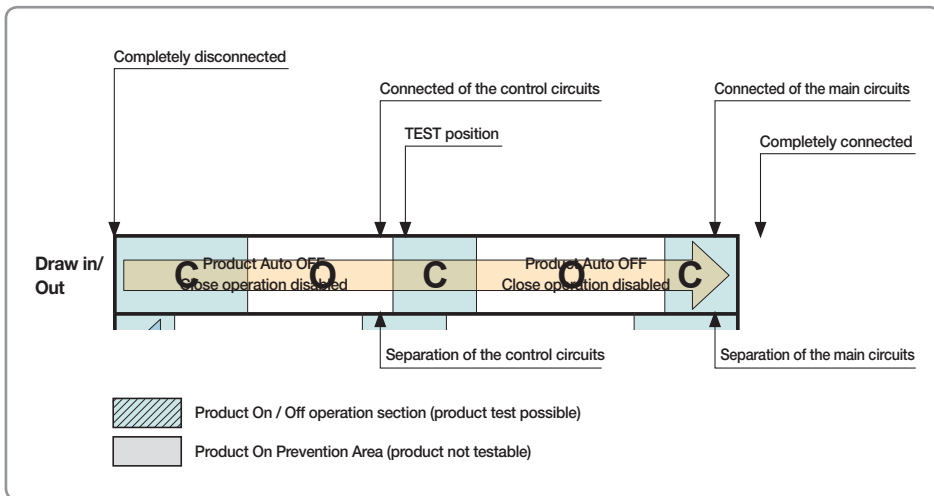 Completely disconnected
Connected of the control circuits
Connected of the main circuits
TEST position
Completely connected
Draw in/
Out
Product Auto OFF
Close operation disabled
Product Auto OFF
Close operation disabled
C O C O C
Separation of the control circuits
Separation of the main circuits
Product On / Off operation section (product test possible)
Product On Prevention Area (product not testable)